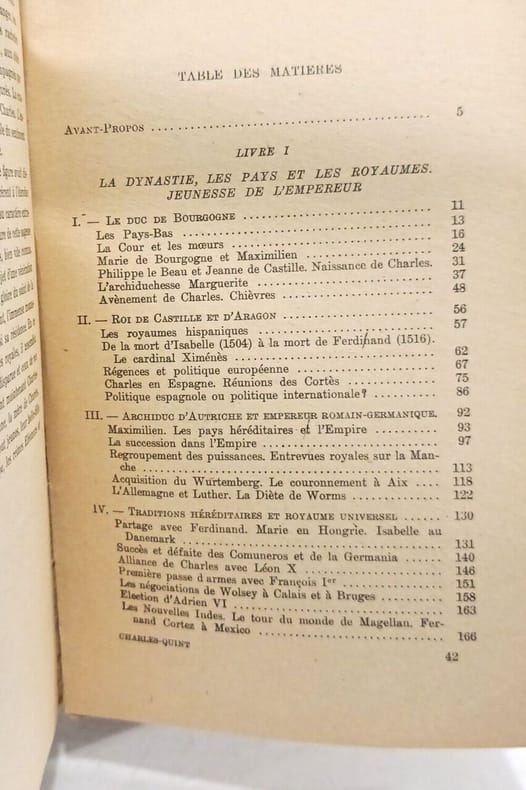 TABLE DES MATIERES
AVANT-PROPOS .................... 5
LIVRE I
LA DYNASTIE, LES PAYS ET LES ROYAUMES.
JEUNESSE DE L'EMPEREUR
I. — LE DUC DE BOURGOGNE .................... 11
Les Pays-Bas .................... 13
La Cour et les mœurs .................... 16
Marie de Bourgogne et Maximilien .................... 24
Philippe le Beau et Jeanne de Castille. Naissance de Charles. 31
L'archiduchesse Marguerite .................... 37
Avènement de Charles. Chièvres .................... 48
II. — ROI DE CASTILLE ET D'ARAGON .................... 56
Les royaumes hispaniques .................... 57
De la mort d'Isabelle (1504) à la mort de Ferdinand (1516).
Le cardinal Ximénès .................... 62
Régences et politique européenne .................... 67
Charles en Espagne. Réunions des Cortès .................... 75
Politique espagnole ou politique internationale ? .................... 86
III. — ARCHIDUC D'AUTRICHE ET EMPEREUR ROMAIN-GERMANIQUE. 92
Maximilien. Les pays héréditaires et l'Empire .................... 93
La succession dans l'Empire .................... 97
Regroupement des puissances. Entrevues royales sur la Man-
che .................... 113
Acquisition du Wurtemberg. Le couronnement à Aix .... 118
L'Allemagne et Luther. La Diète de Worms .................... 122
IV. — TRADITIONS HÉRÉDITAIRES ET ROYAUME UNIVERSEL ...... 130
Partage avec Ferdinand. Marie en Hongrie. Isabelle au
Danemark .................... 131
Succès et défaite des Comuneros et de la Germania ...... 140
Alliance de Charles avec Léon X .................... 146
Première passe d'armes avec François Ier .................... 151
Les négociations de Wolsey à Calais et à Bruges ......... 158
Election d'Adrien VI .................... 163
Les Nouvelles Indes. Le tour du monde de Magellan. Fer-
nand Cortez à Mexico .................... 166
CHARLES-QUINT
42